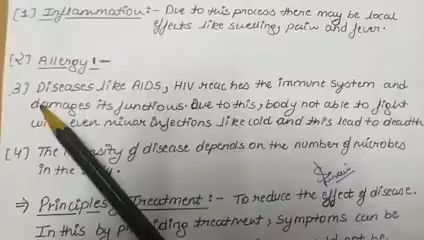 [1] Inflammation:- Due to this process there may be local
effects like swelling, pain and fever.
[2] Allergy:-
3] Diseases like AIDS, HIV reaches the immune system and
damages its functions. Due to this, body not able to fight
even minor infections like cold and this lead to deadth
[4] The of disease depends on the number of microbes
in the
⇒ Principles Treatment:- To reduce the effect of disease.
In this by treatment, symptoms can be
not be